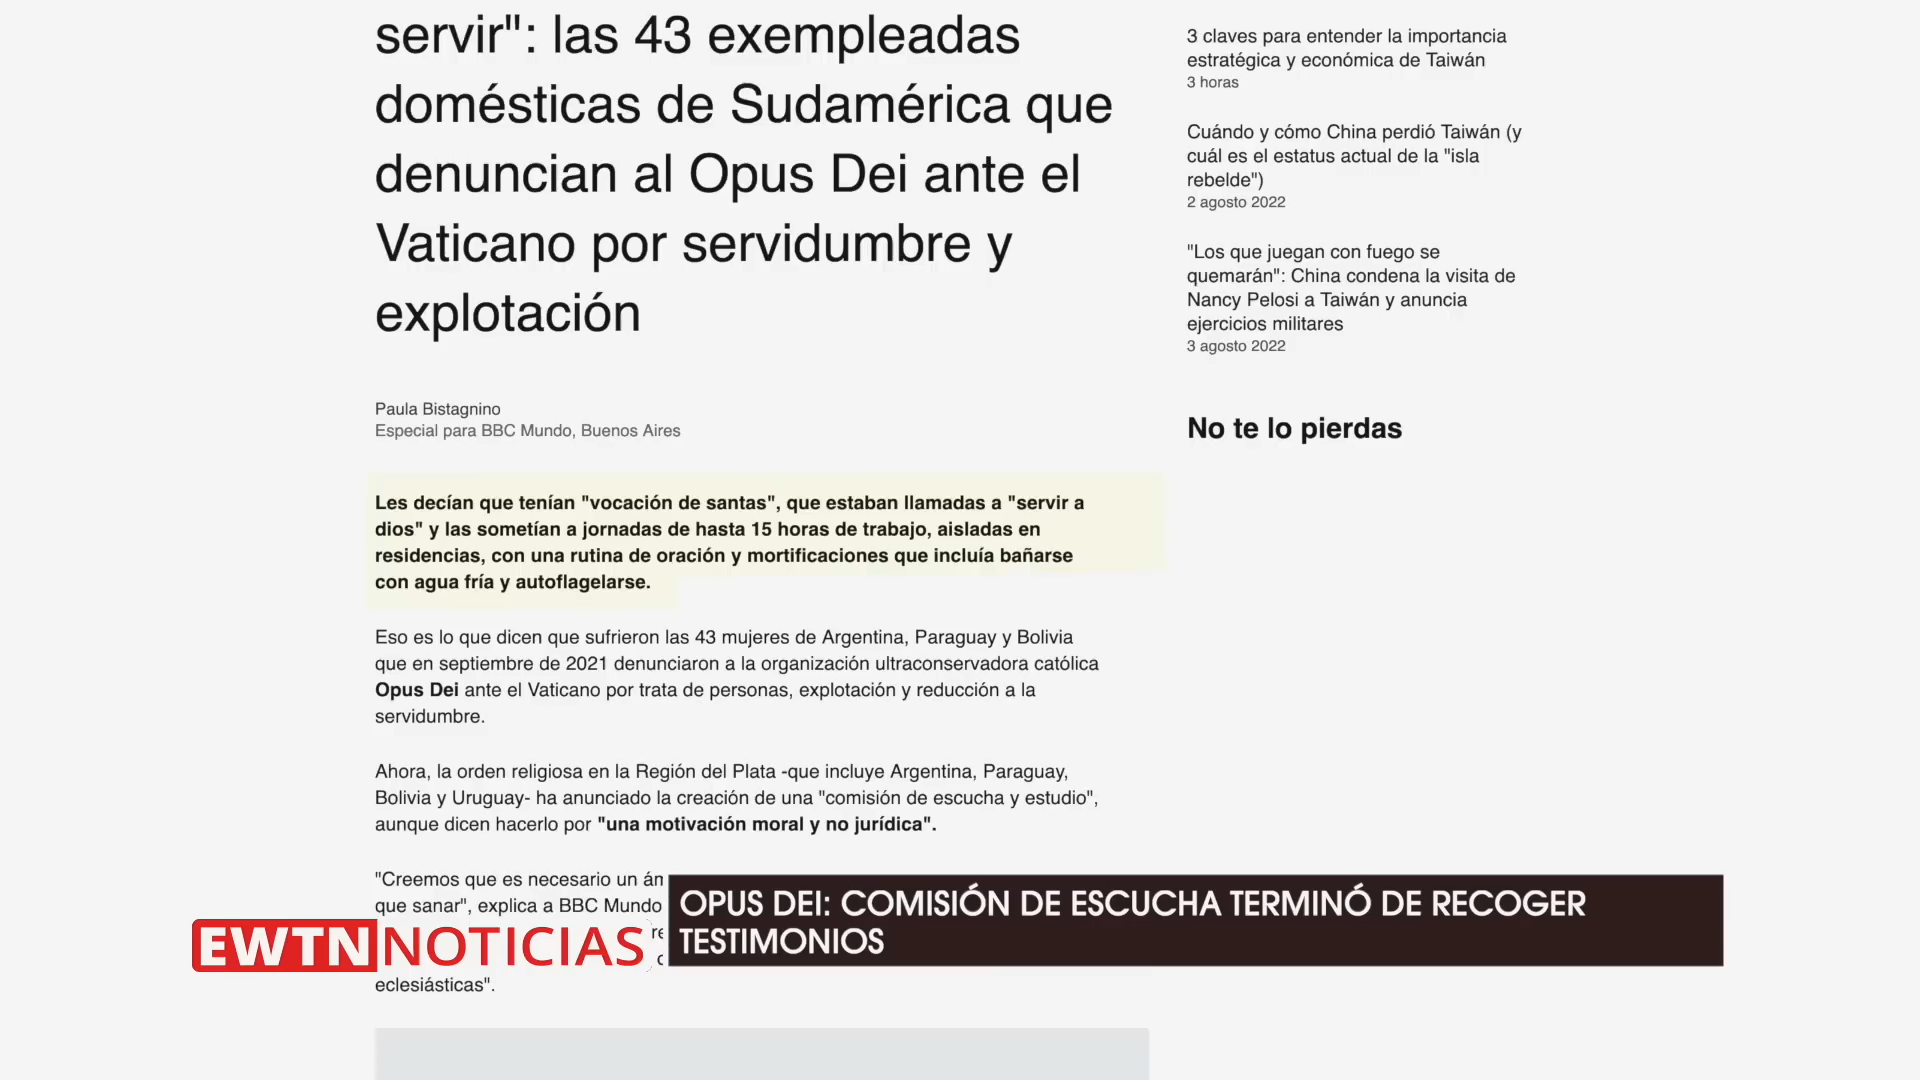 servir": las 43 exempleadas
domésticas de Sudamérica que
denuncian al Opus Dei ante el
Vaticano por servidumbre y
explotación
Paula Bistagnino
Especial para BBC Mundo, Buenos Aires
Les decían que tenían "vocación de santas", que estaban llamadas a "servir a
dios" y las sometían a jornadas de hasta 15 horas de trabajo, aisladas en
residencias, con una rutina de oración y mortificaciones que incluía bañarse
con agua fría y autoflagelarse.
Eso es lo que dicen que sufrieron las 43 mujeres de Argentina, Paraguay y Bolivia
que en septiembre de 2021 denunciaron a la organización ultraconservadora católica
Opus Dei ante el Vaticano por trata de personas, explotación y reducción a la
servidumbre.
Ahora, la orden religiosa en la Región del Plata -que incluye Argentina, Paraguay,
Bolivia y Uruguay- ha anunciado la creación de una "comisión de escucha y estudio",
aunque dicen hacerlo por "una motivación moral y no jurídica".
"Creemos que es necesario un
que sanar", explica a BBC Mundo
eclesiásticas".
3 claves para entender la importancia
estratégica y económica de Taiwán
3 horas
Cuándo y cómo China perdió Taiwán (y
cuál es el estatus actual de la "isla
rebelde")
2 agosto 2022
"Los que juegan con fuego se
quemarán": China condena la visita de
Nancy Pelosi a Taiwán y anuncia
ejercicios militares
3 agosto 2022
No te lo pierdas
EWTN NOTICIAS
OPUS DEI: COMISIÓN DE ESCUCHA TERMINÓ DE RECOGER
TESTIMONIOS